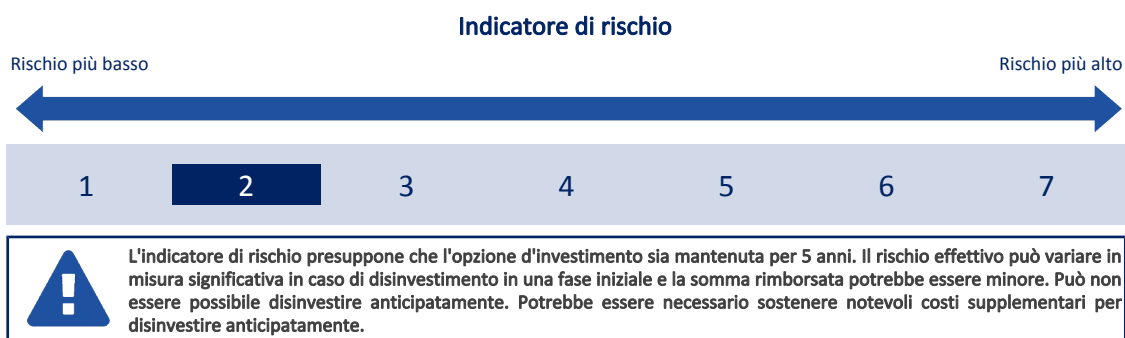 Indicatore di rischio
Rischio più basso
Rischio più alto
1 2 3 4 5 6 7
L'indicatore di rischio presuppone che l'opzione d'investimento sia mantenuta per 5 anni. Il rischio effettivo può variare in
misura significativa in caso di disinvestimento in una fase iniziale e la somma rimborsata potrebbe essere minore. Può non
essere possibile disinvestire anticipatamente. Potrebbe essere necessario sostenere notevoli costi supplementari per
disinvestire anticipatamente.